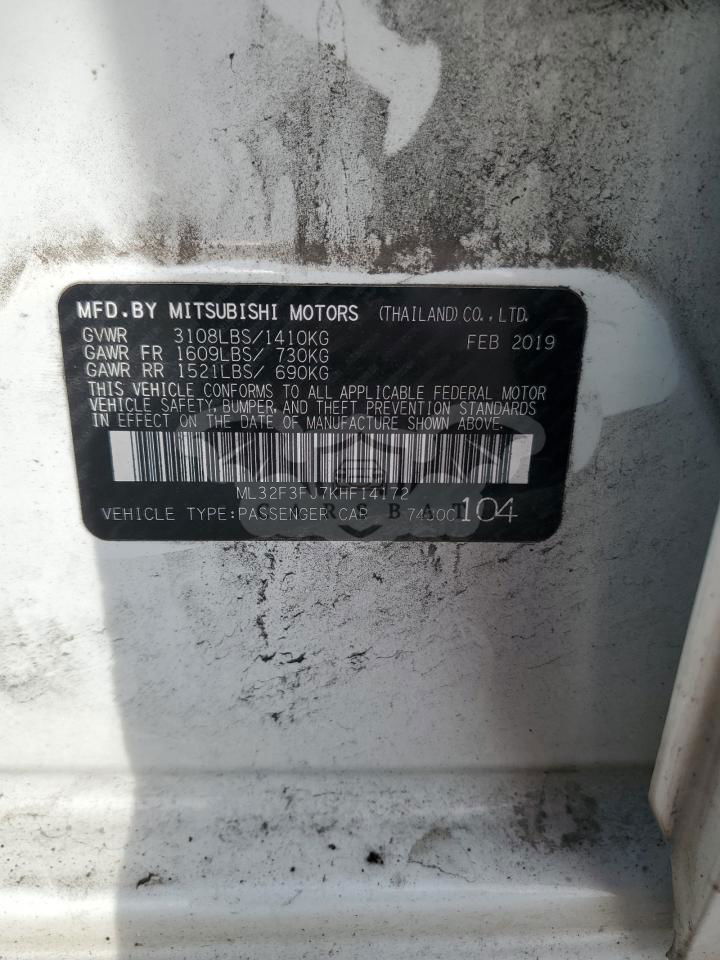 MFD.BY MITSUBISHI MOTORS (THAILAND) CO., LTD.
GVWR 3108LBS/1410KG FEB 2019
GAWR FR 1609LBS/ 730KG
GAWR RR 1521LBS/ 690KG
THIS VEHICLE CONFORMS TO ALL APPLICABLE FEDERAL MOTOR
VEHICLE SAFETY, BUMPER, AND THEFT PREVENTION STANDARDS
IN EFFECT ON THE DATE OF MANUFACTURE SHOWN ABOVE.
ML32F3FJ7KHF14172
CARSBAT
VEHICLE TYPE:PASSENGER CAR 104